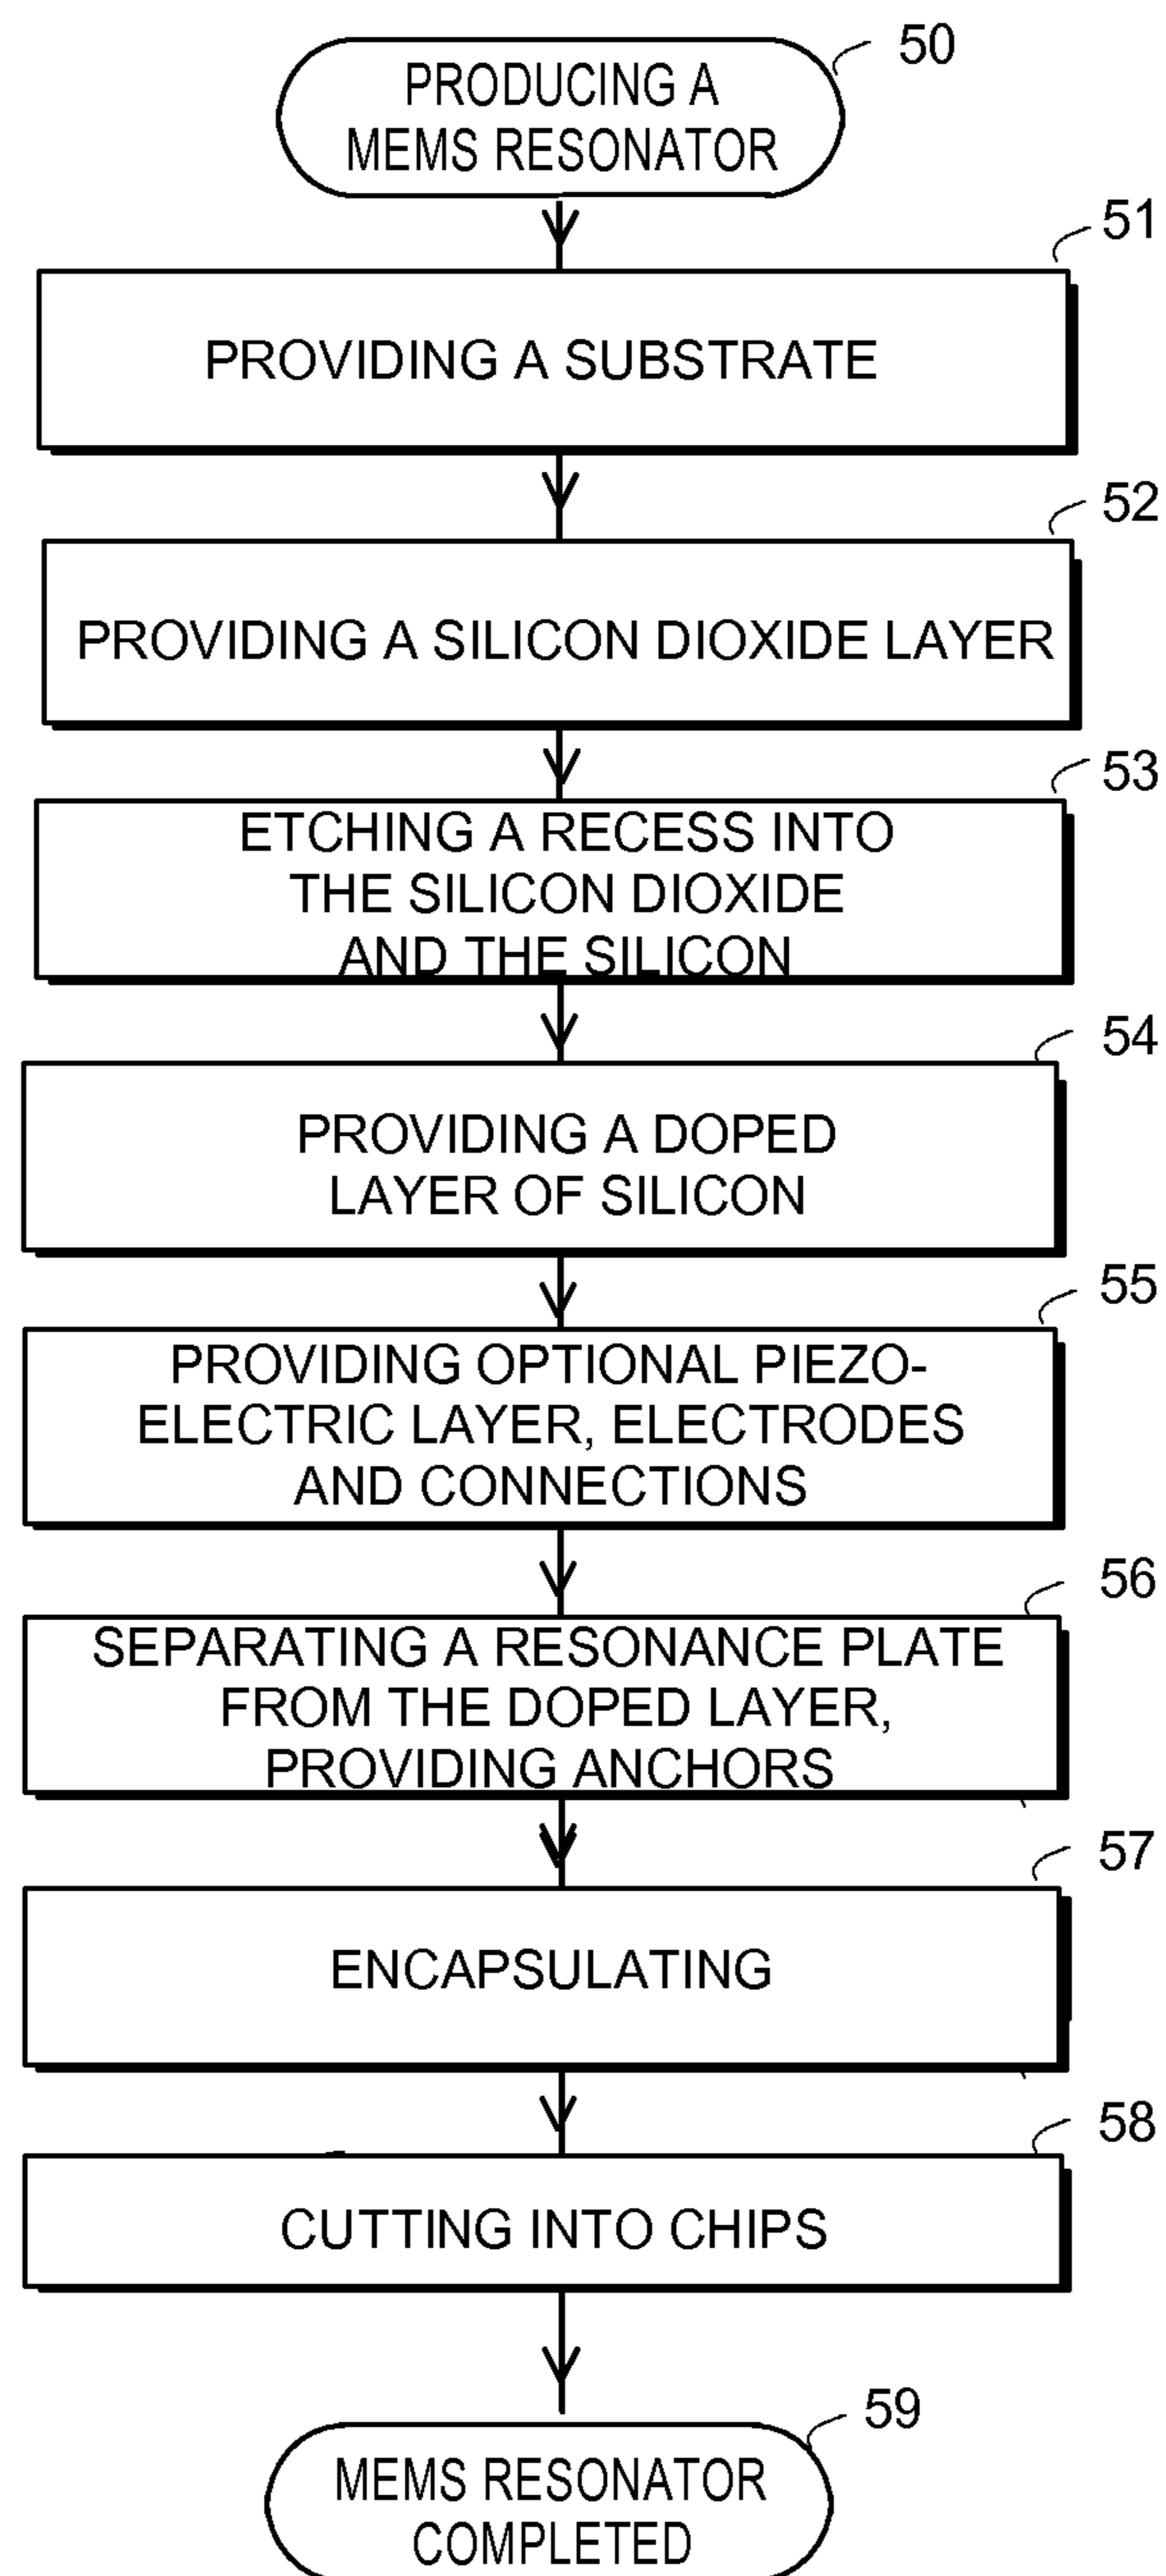 50
PRODUCING A
MEMS RESONATOR
51
PROVIDING A SUBSTRATE
52
PROVIDING A SILICON DIOXIDE LAYER
53
ETCHING A RECESS INTO
THE SILICON DIOXIDE
AND THE SILICON
54
PROVIDING A DOPED
LAYER OF SILICON
55
PROVIDING OPTIONAL PIEZO-
ELECTRIC LAYER, ELECTRODES
AND CONNECTIONS
56
SEPARATING A RESONANCE PLATE
FROM THE DOPED LAYER,
PROVIDING ANCHORS
57
ENCAPSULATING
58
CUTTING INTO CHIPS
59
MEMS RESONATOR
COMPLETED